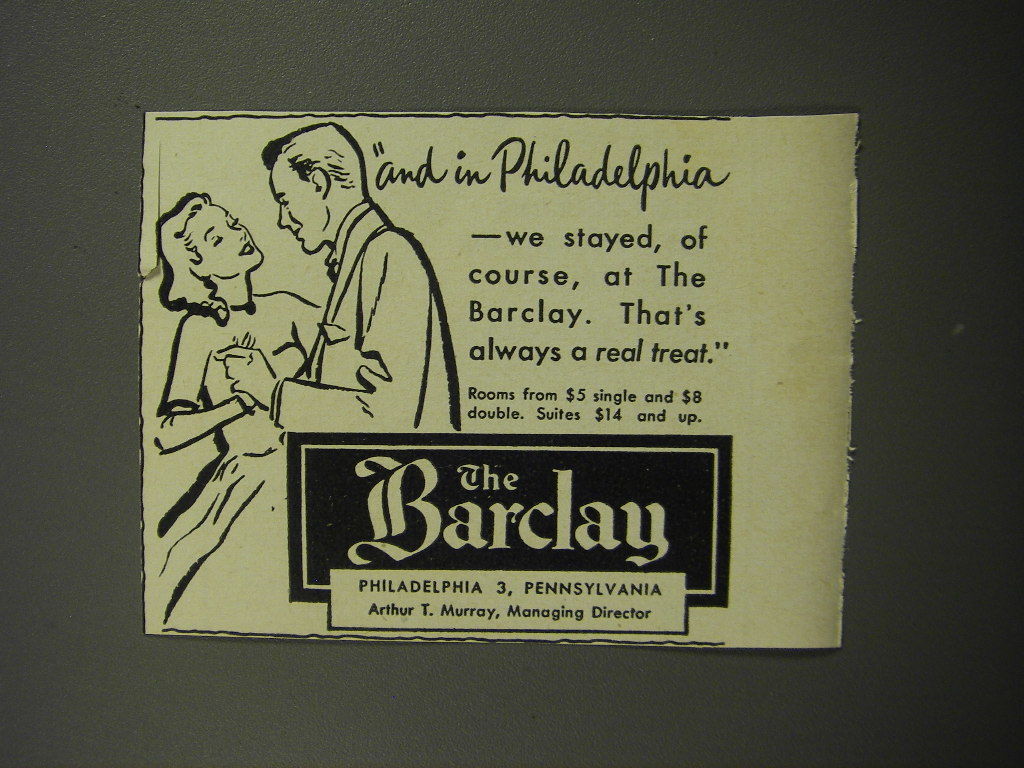 "and in Philadelphia
—we stayed, of
course, at The
Barclay. That's
always a real treat."
Rooms from $5 single and $8
double. Suites $14 and up.
The
Barclay
PHILADELPHIA 3, PENNSYLVANIA
Arthur T. Murray, Managing Director